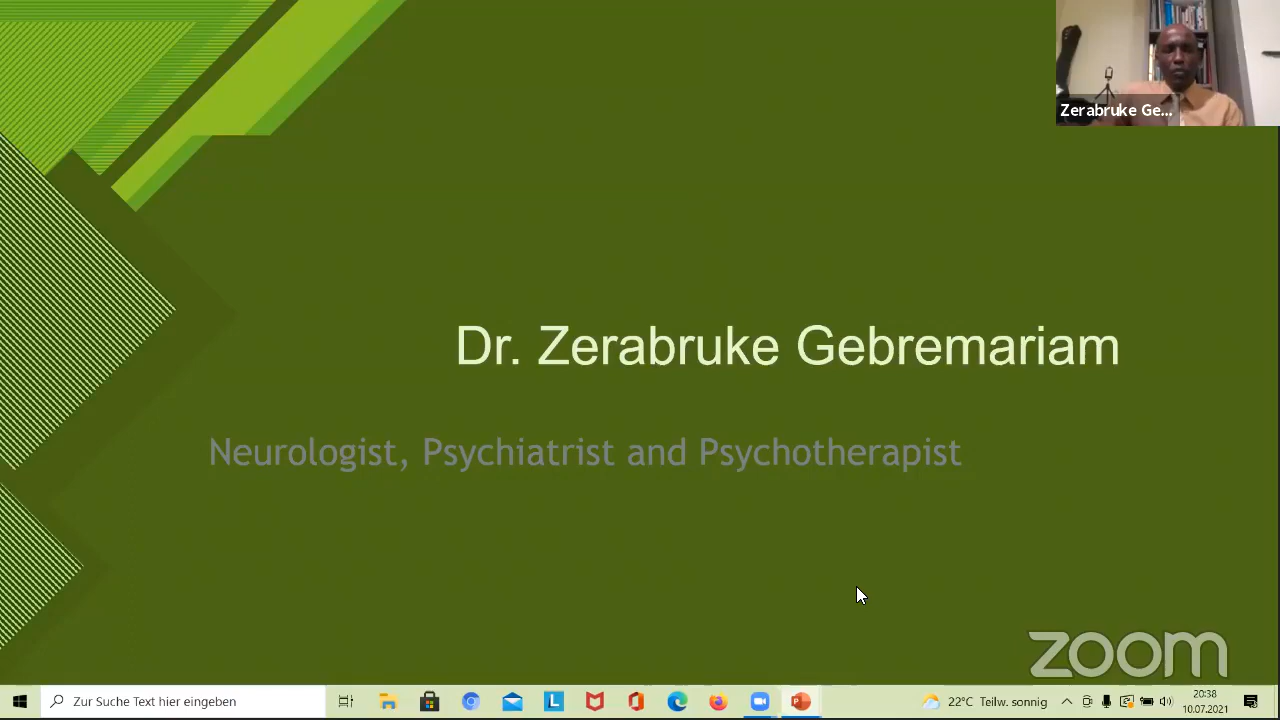 Zerabruke Ge...
Dr. Zerabruke Gebremariam
Neurologist, Psychiatrist and Psychotherapist
zoom
Zur Suche Text hier eingeben
L
22°C Teilw. sonnig
20:38
10.07.2021